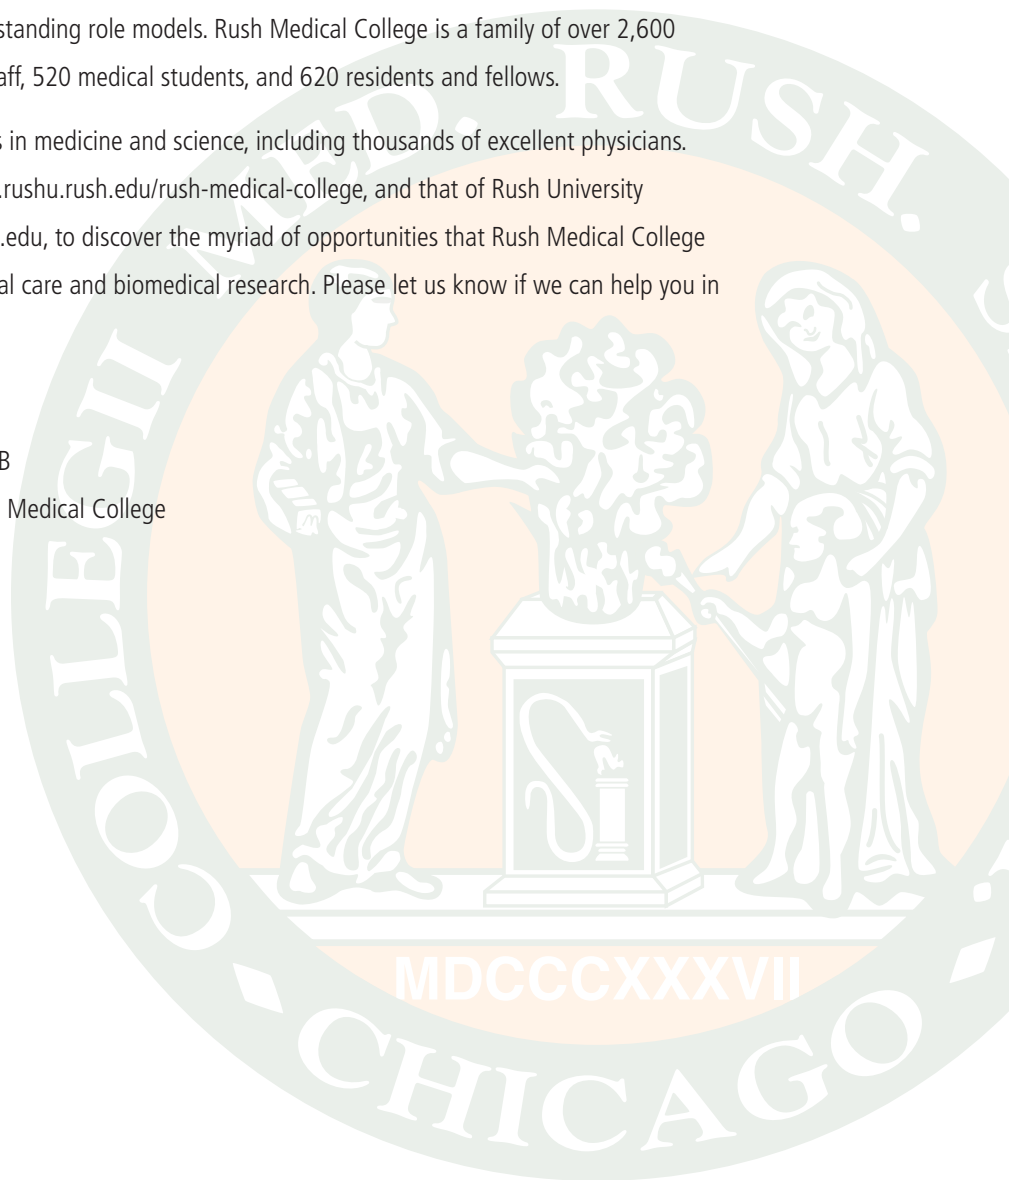 standing role models. Rush Medical College is a family of over 2,600
aff, 520 medical students, and 620 residents and fellows.
s in medicine and science, including thousands of excellent physicians.
.rushu.rush.edu/rush-medical-college, and that of Rush University
.edu, to discover the myriad of opportunities that Rush Medical College
al care and biomedical research. Please let us know if we can help you in
B
Medical College
COLLEGII MED. RUSH. S
MDCCCXXXVII
CHICAGO